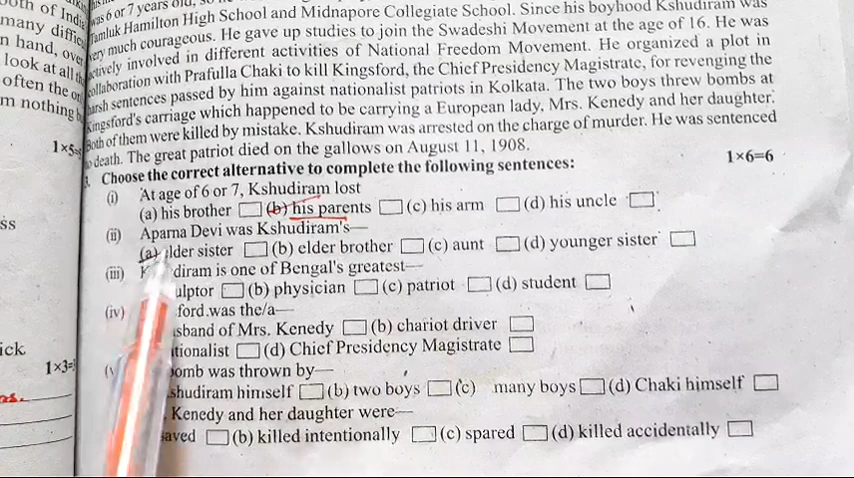 was 6 or 7 years old,
Tamluk Hamilton High School and Midnapore Collegiate School. Since his boyhood Kshudiram was
very much courageous. He gave up studies to join the Swadeshi Movement at the age of 16. He was
actively involved in different activities of National Freedom Movement. He organized a plot in
collaboration with Prafulla Chaki to kill Kingsford, the Chief Presidency Magistrate, for revenging the
harsh sentences passed by him against nationalist patriots in Kolkata. The two boys threw bombs at
Kingsford's carriage which happened to be carrying a European lady, Mrs. Kenedy and her daughter.
Both of them were killed by mistake. Kshudiram was arrested on the charge of murder. He was sentenced
to death. The great patriot died on the gallows on August 11, 1908.
Choose the correct alternative to complete the following sentences: 1×6=6
(i) At age of 6 or 7, Kshudiram lost
(a) his brother (b) his parents (c) his arm (d) his uncle
(ii) Aparna Devi was Kshudiram's—
(a) elder sister (b) elder brother (c) aunt (d) younger sister
(iii) diram is one of Bengal's greatest—
ulptor (b) physician (c) patriot (d) student
(iv) ford was the/a—
sband of Mrs. Kenedy (b) chariot driver
tionalist (d) Chief Presidency Magistrate
omb was thrown by—
shudiram himself (b) two boys (c) many boys (d) Chaki himself
Kenedy and her daughter were—
aved (b) killed intentionally (c) spared (d) killed accidentally
outh of India
many diffic
n hand, over
look at all th
often the on
m nothing b
1×5=
ss
ick
1×3=